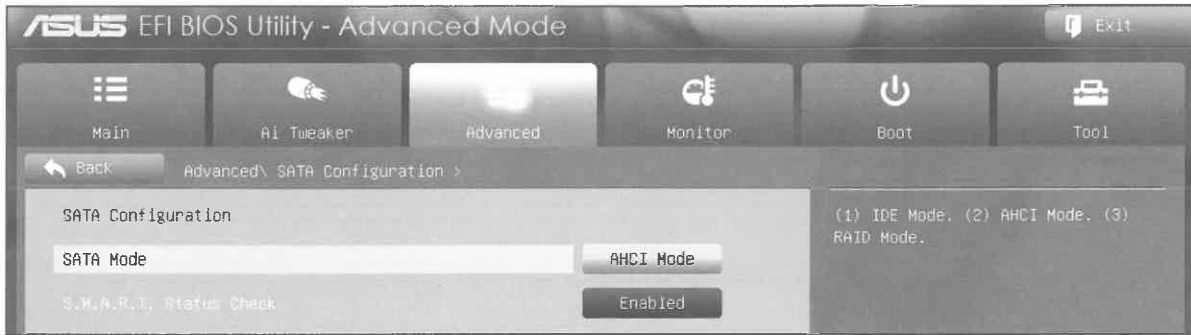 ASUS EFI BIOS Utility - Advanced Mode
Exit
Main
Ai Tweaker
Advanced
Monitor
Boot
Tool
Back
Advanced\ SATA Configuration >
SATA Configuration
(1) IDE Mode. (2) AHCI Mode. (3)
RAID Mode.
SATA Mode
AHCI Mode
S.M.A.R.T. Status Check
Enabled